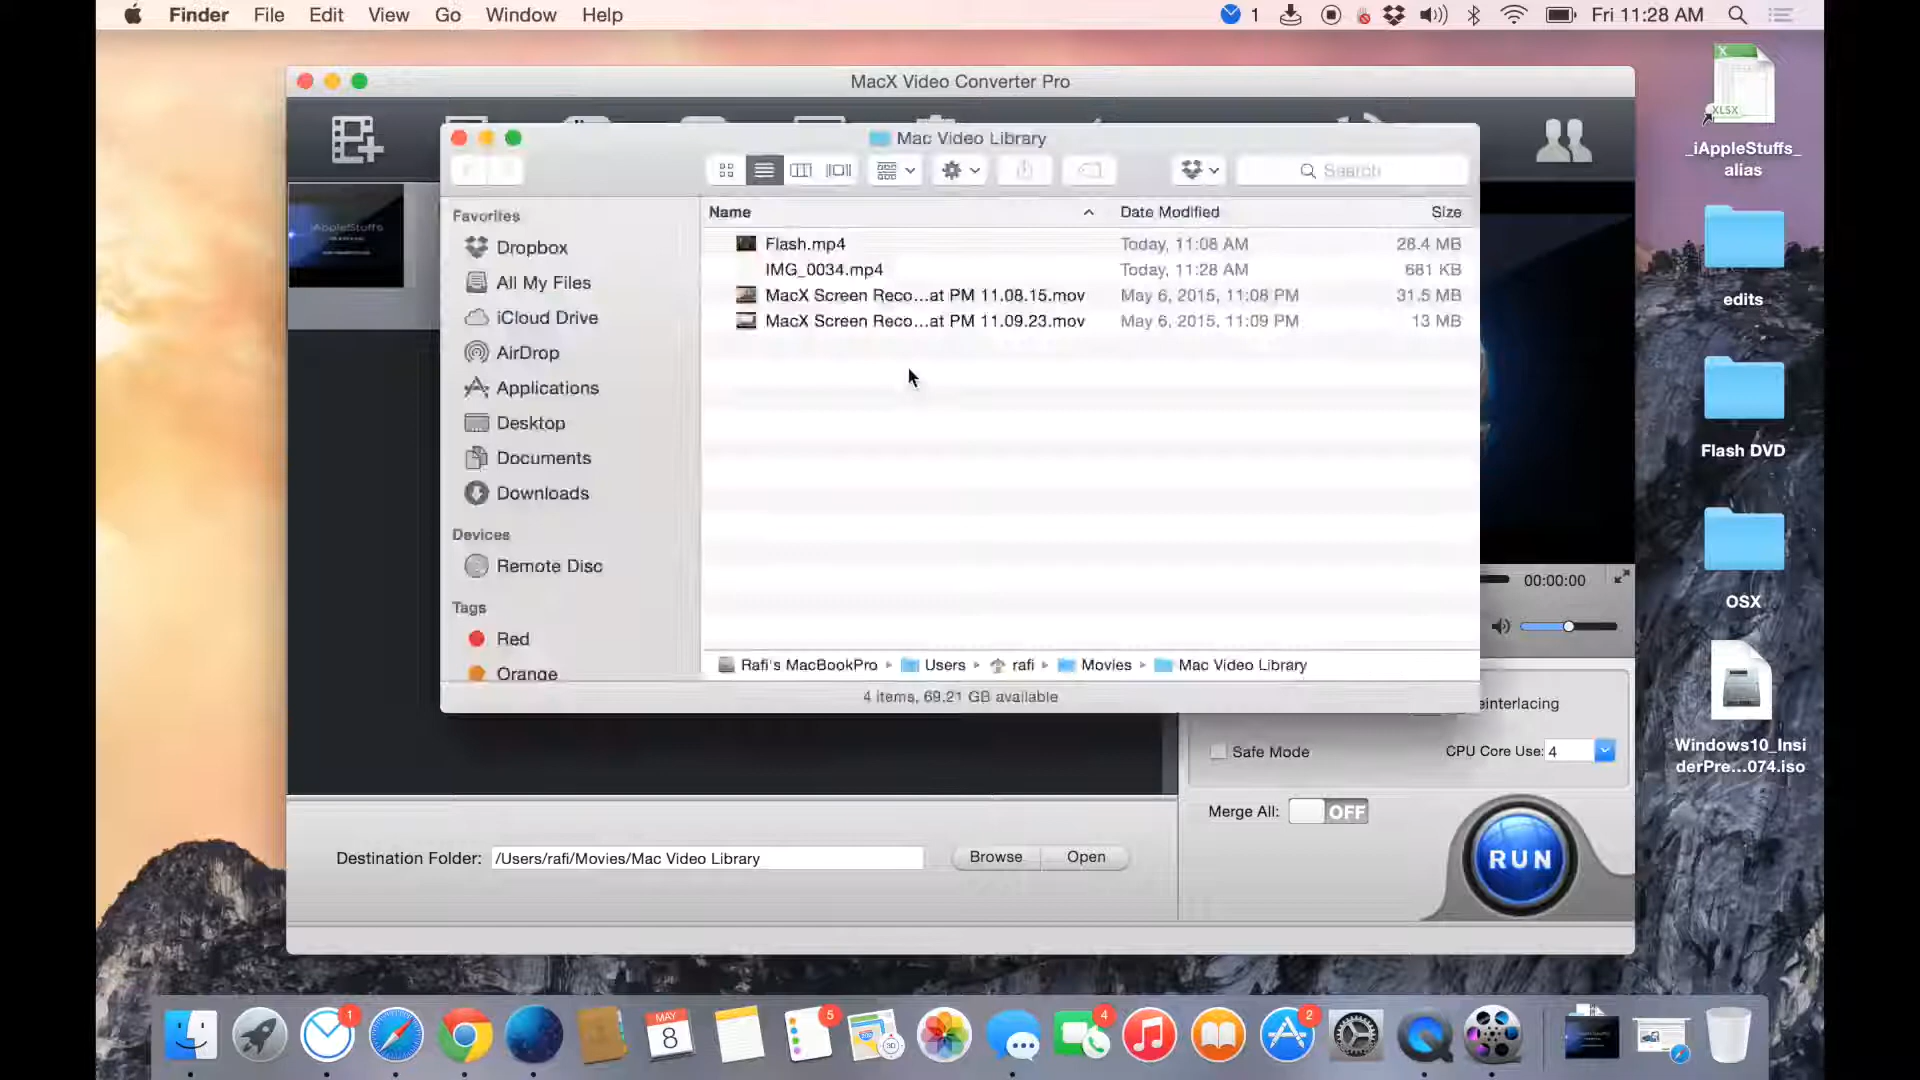 Finder File Edit View Go Window Help 1 Fri 11:28 AM
MacX Video Converter Pro
Mac Video Library
Search
Favorites
Dropbox
All My Files
iCloud Drive
AirDrop
Applications
Desktop
Documents
Downloads
Devices
Remote Disc
Tags
Red
Orange
Name Date Modified Size
Flash.mp4 Today, 11:08 AM 28.4 MB
IMG_0034.mp4 Today, 11:28 AM 681 KB
MacX Screen Reco...at PM 11.08.15.mov May 6, 2015, 11:08 PM 31.5 MB
MacX Screen Reco...at PM 11.09.23.mov May 6, 2015, 11:09 PM 13 MB
Rafi's MacBookPro Users rafi Movies Mac Video Library
4 items, 69.21 GB available
iAppleStuffs
00:00:00
einterlacing
Safe Mode CPU Core Use: 4
Merge All: OFF
RUN
Destination Folder: /Users/rafi/Movies/Mac Video Library Browse Open
XLSX
_iAppleStuffs_
alias
edits
Flash DVD
OSX
Windows10_Insi
derPre...074.iso
1 MAY 8 5 3D 4 2